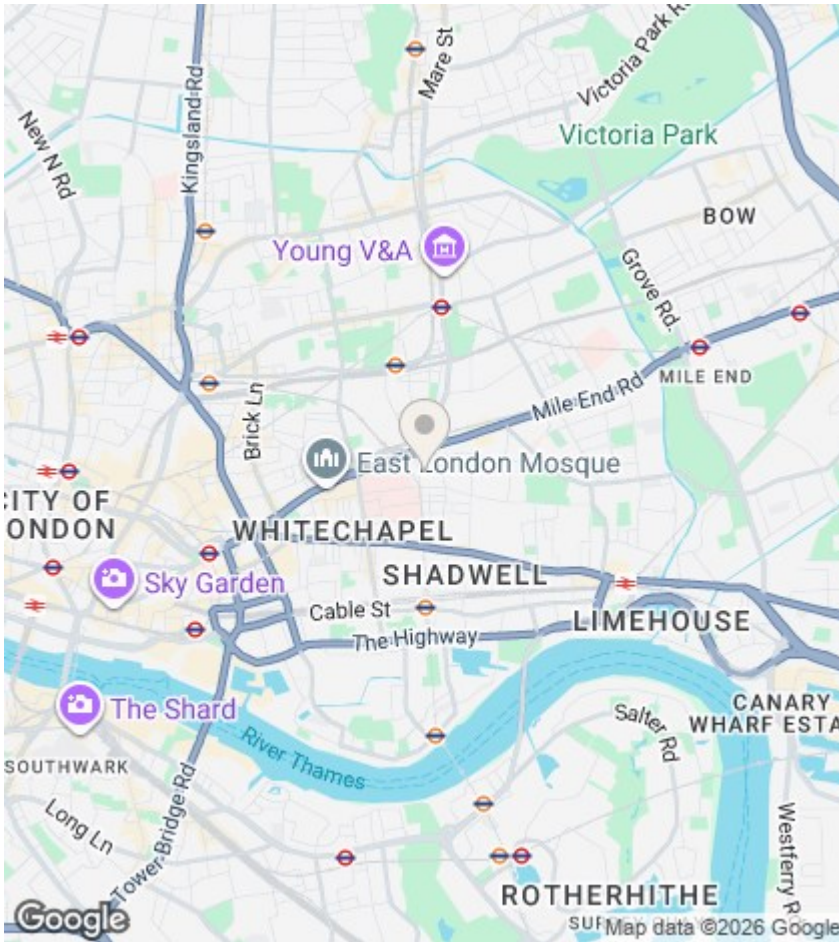 New N Rd
Kingsland Rd
Mare St
Victoria Park Rd
Victoria Park
BOW
Young V&A
Grove Rd.
MILE END
Brick Ln
Mile End Rd
East London Mosque
CITY OF
LONDON
WHITECHAPEL
Sky Garden
SHADWELL
Cable St
The Highway
LIMEHOUSE
The Shard
River Thames
Salter Rd
CANARY
WHARF ESTA
SOUTHWARK
Long Ln
Tower Bridge Rd
Westferry R
ROTHERHITHE
Google
Map data ©2026 Google